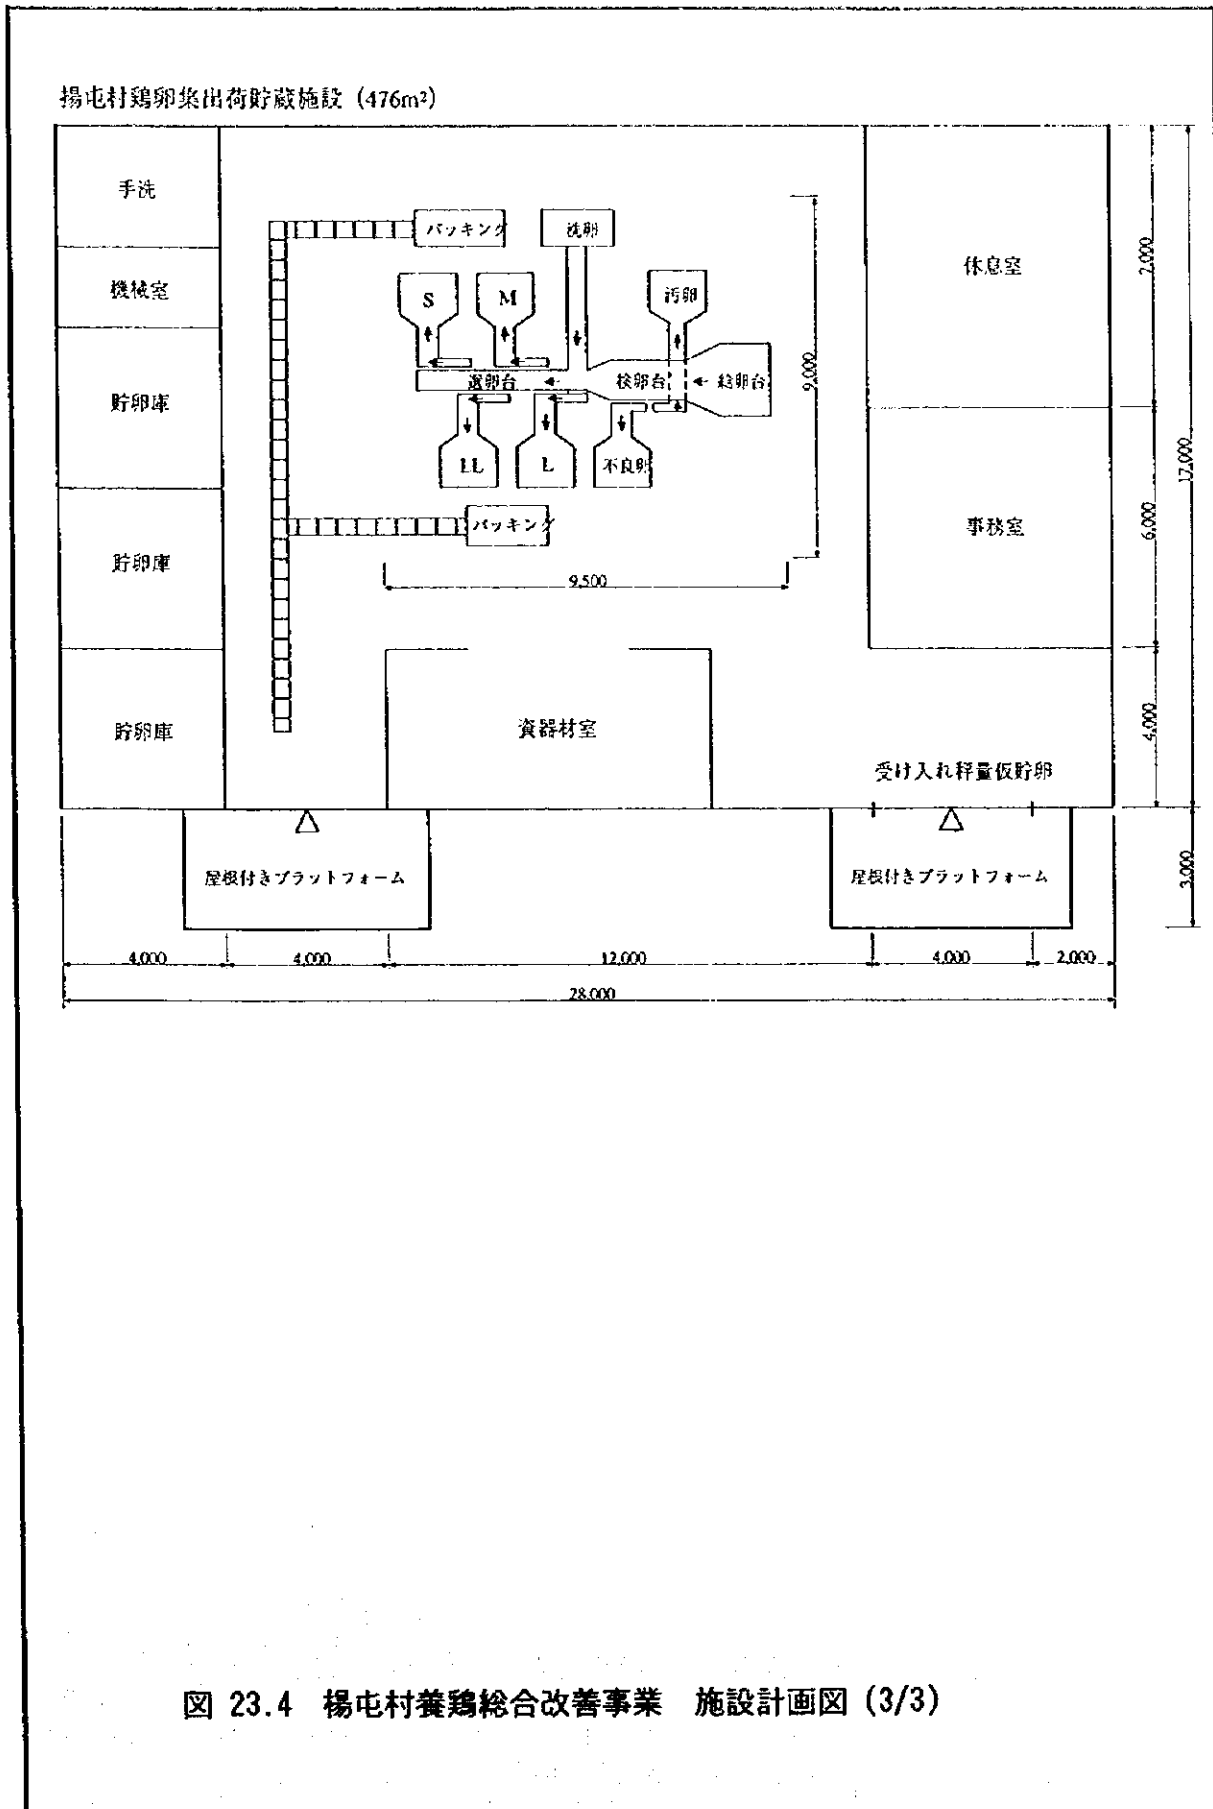 揚屯村鶏卵集出荷貯蔵施設 (476m²)
手洗
機械室
貯卵庫
貯卵庫
貯卵庫
パッキング
洗卵
S
M
汚卵
選卵台
検卵台
給卵台
LL
L
不良卵
パッキング
9,000
9,500
休息室
事務室
資器材室
受け入れ秤量仮貯卵
屋根付きプラットフォーム
屋根付きプラットフォーム
7,000
6,000
4,000
17,000
3,000
4,000
4,000
12,000
4,000
2,000
28,000
図 23.4 楊屯村養鶏総合改善事業 施設計画図 (3/3)